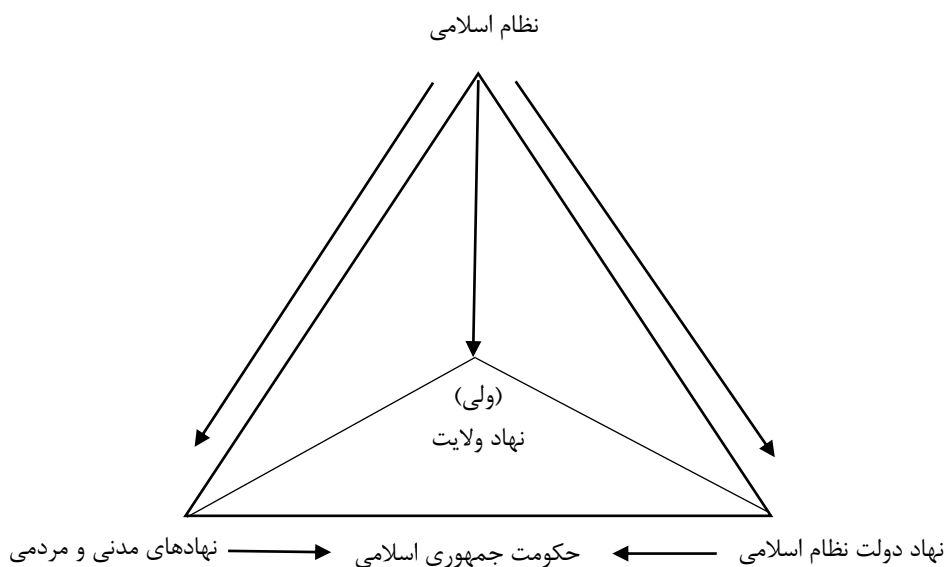 نظام اسلامی
(ولی)
نهاد ولایت
نهاد دولت نظام اسلامی
حکومت جمهوری اسلامی
نهادهای مدنی و مردمی